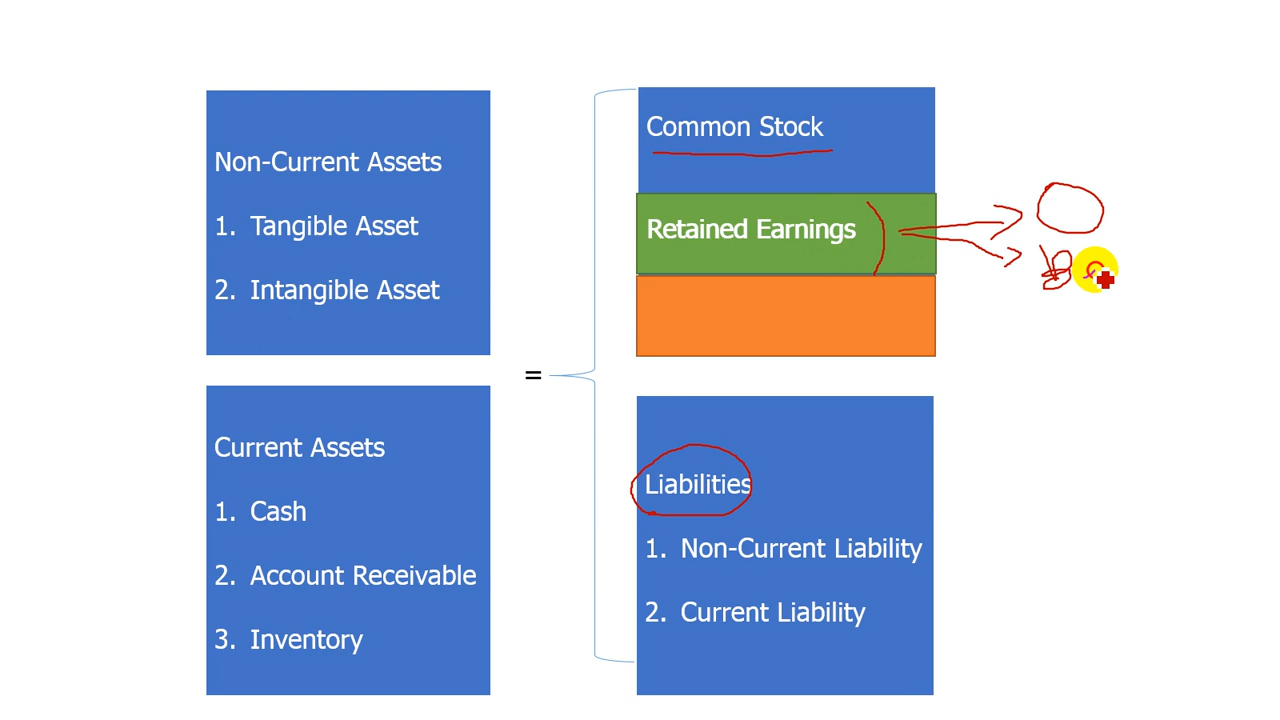 Non-Current Assets
1. Tangible Asset
2. Intangible Asset
Current Assets
1. Cash
2. Account Receivable
3. Inventory
=
Common Stock
Retained Earnings
Liabilities
1. Non-Current Liability
2. Current Liability